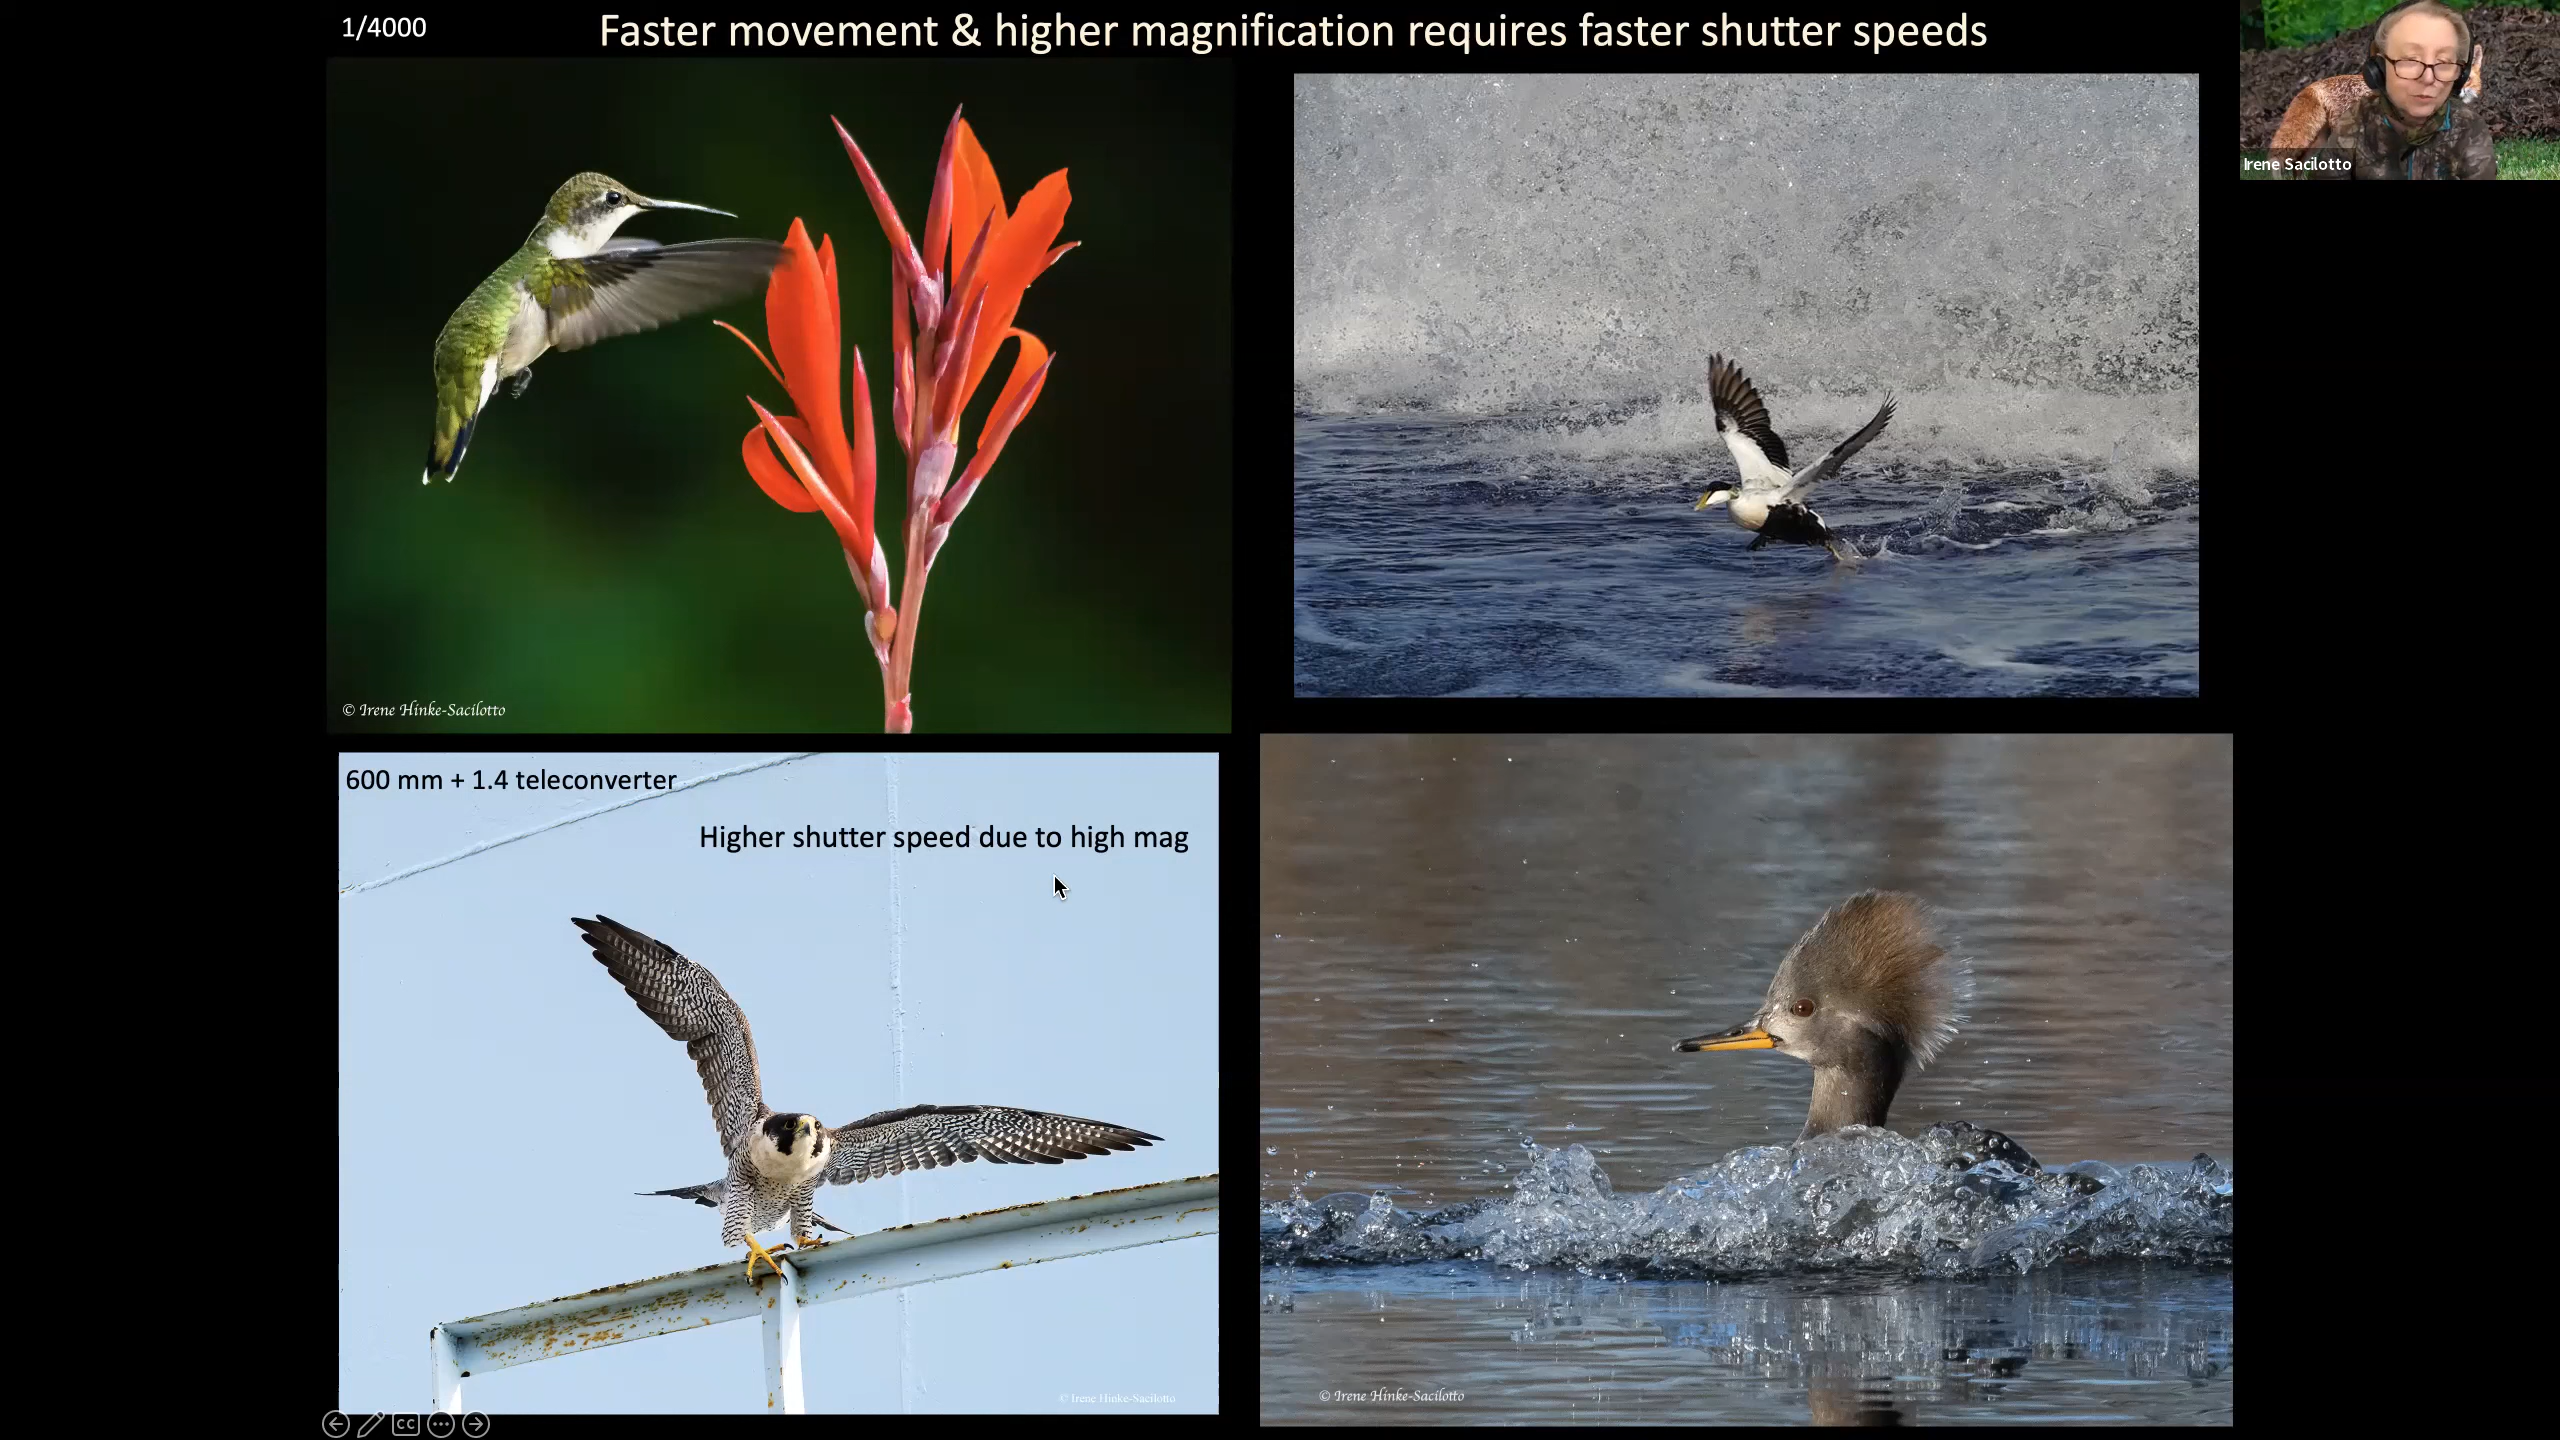 1/4000
Faster movement & higher magnification requires faster shutter speeds
Irene Sacilotto
© Irene Hinke-Sacilotto
600 mm + 1.4 teleconverter
Higher shutter speed due to high mag
© Irene Hinke-Sacilotto
© Irene Hinke-Sacilotto
CC